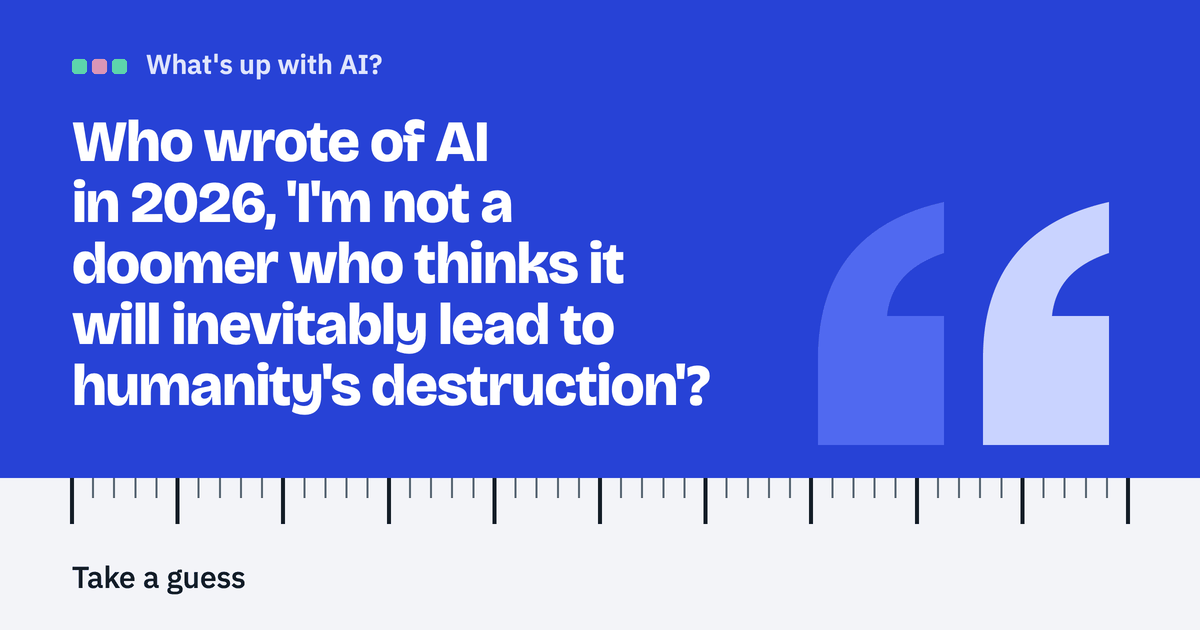 What's up with AI?
Who wrote of AI
in 2026, 'I'm not a
doomer who thinks it
will inevitably lead to
humanity's destruction'?
Take a guess